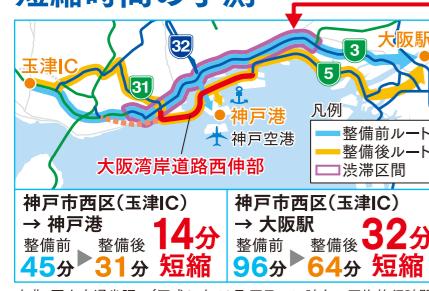 短縮時間の予測
大阪駅
32
3
玉津IC
5
31
神戸港
神戸空港
大阪湾岸道路西伸部
凡例
整備前ルート
整備後ルート
渋滞区間
神戸市西区(玉津IC)
→ 神戸港
整備前 整備後
45分 31分
14分
短縮
神戸市西区(玉津IC)
→ 大阪駅
整備前 整備後
96分 64分
32分
短縮